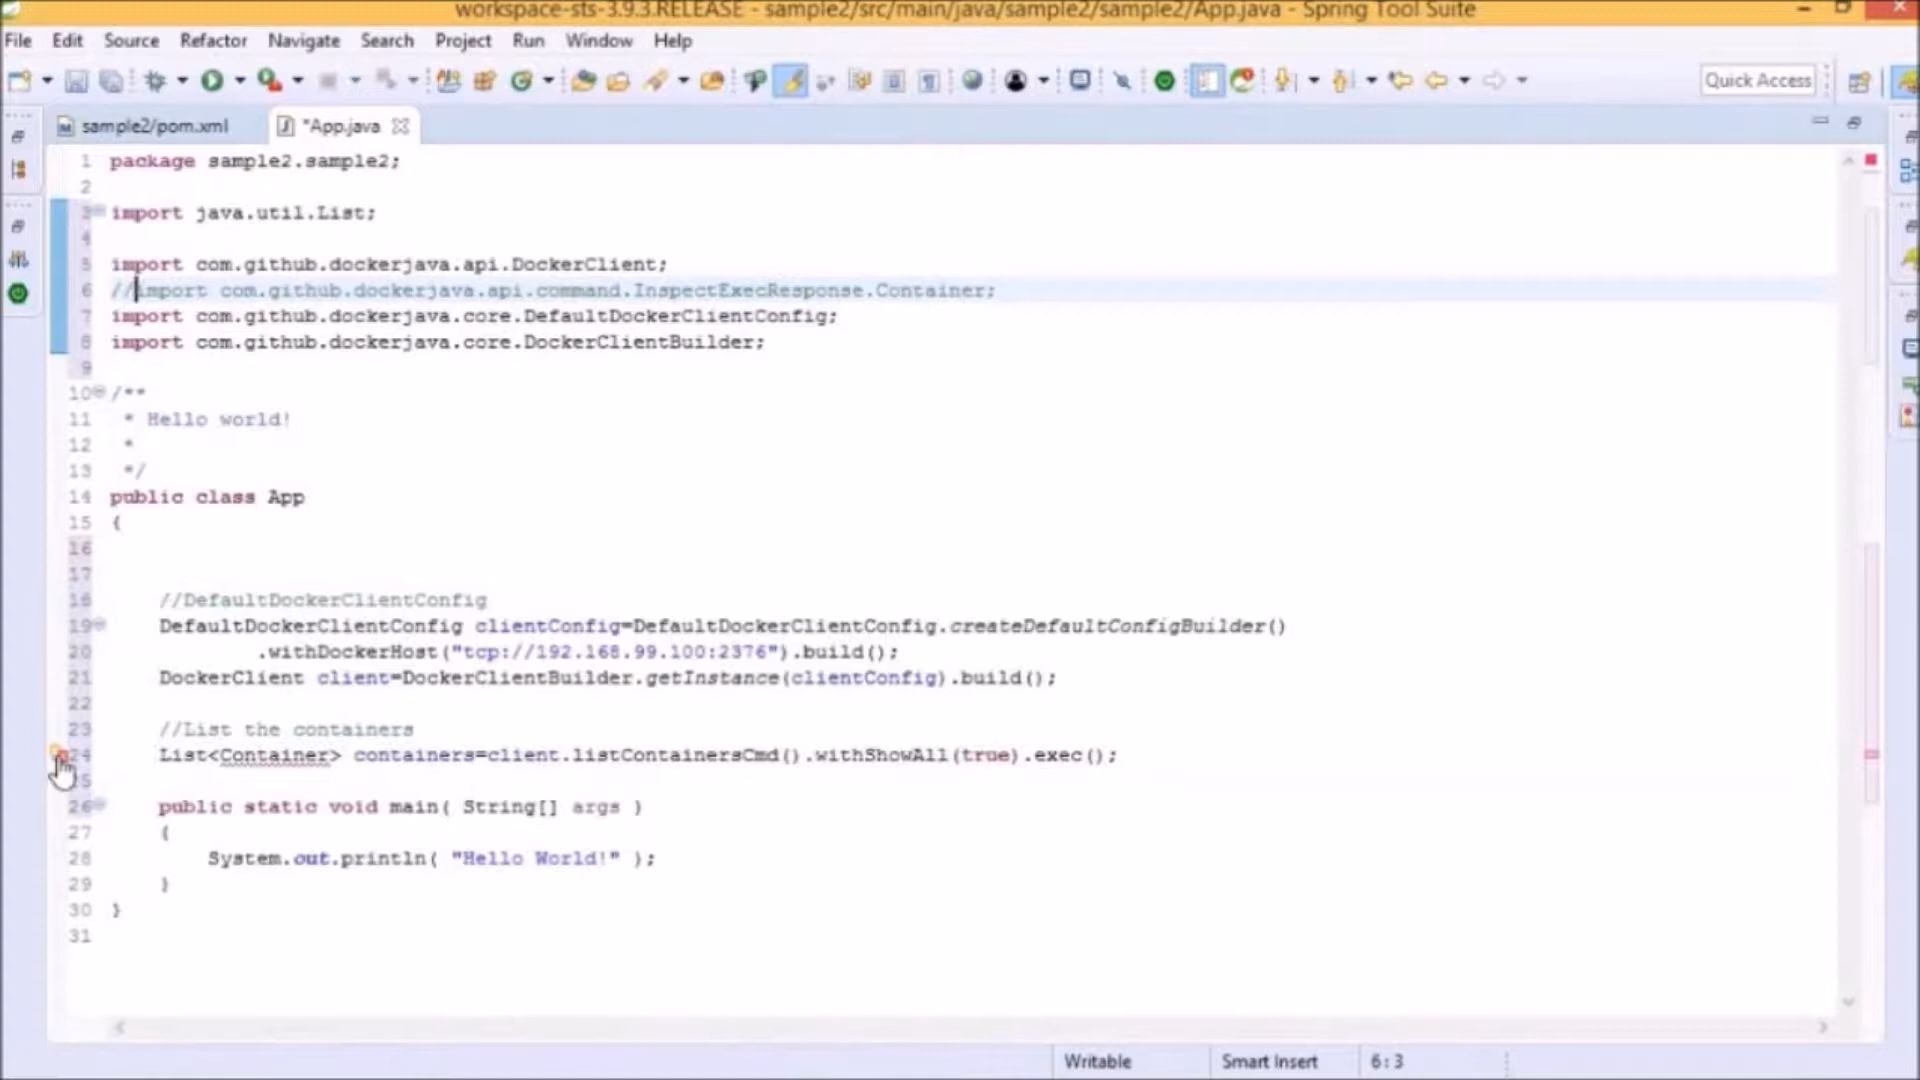 workspace-sts-3.9.3.RELEASE - sample2/src/main/java/sample2/sample2/App.java - Spring Tool Suite
File Edit Source Refactor Navigate Search Project Run Window Help
Quick Access
sample2/pom.xml *App.java
1 package sample2.sample2;
2
3 import java.util.List;
4
5 import com.github.dockerjava.api.DockerClient;
6 //import com.github.dockerjava.api.command.InspectExecResponse.Container;
7 import com.github.dockerjava.core.DefaultDockerClientConfig;
8 import com.github.dockerjava.core.DockerClientBuilder;
9
10 /**
11 * Hello world!
12 *
13 */
14 public class App
15 {
16
17
18 //DefaultDockerClientConfig
19 DefaultDockerClientConfig clientConfig=DefaultDockerClientConfig.createDefaultConfigBuilder()
20 .withDockerHost("tcp://192.168.99.100:2376").build();
21 DockerClient client=DockerClientBuilder.getInstance(clientConfig).build();
22
23 //List the containers
24 List<Container> containers=client.listContainersCmd().withShowAll(true).exec();
25
26 public static void main( String[] args )
27 {
28 System.out.println( "Hello World!" );
29 }
30 }
31
Writable Smart Insert 6:3